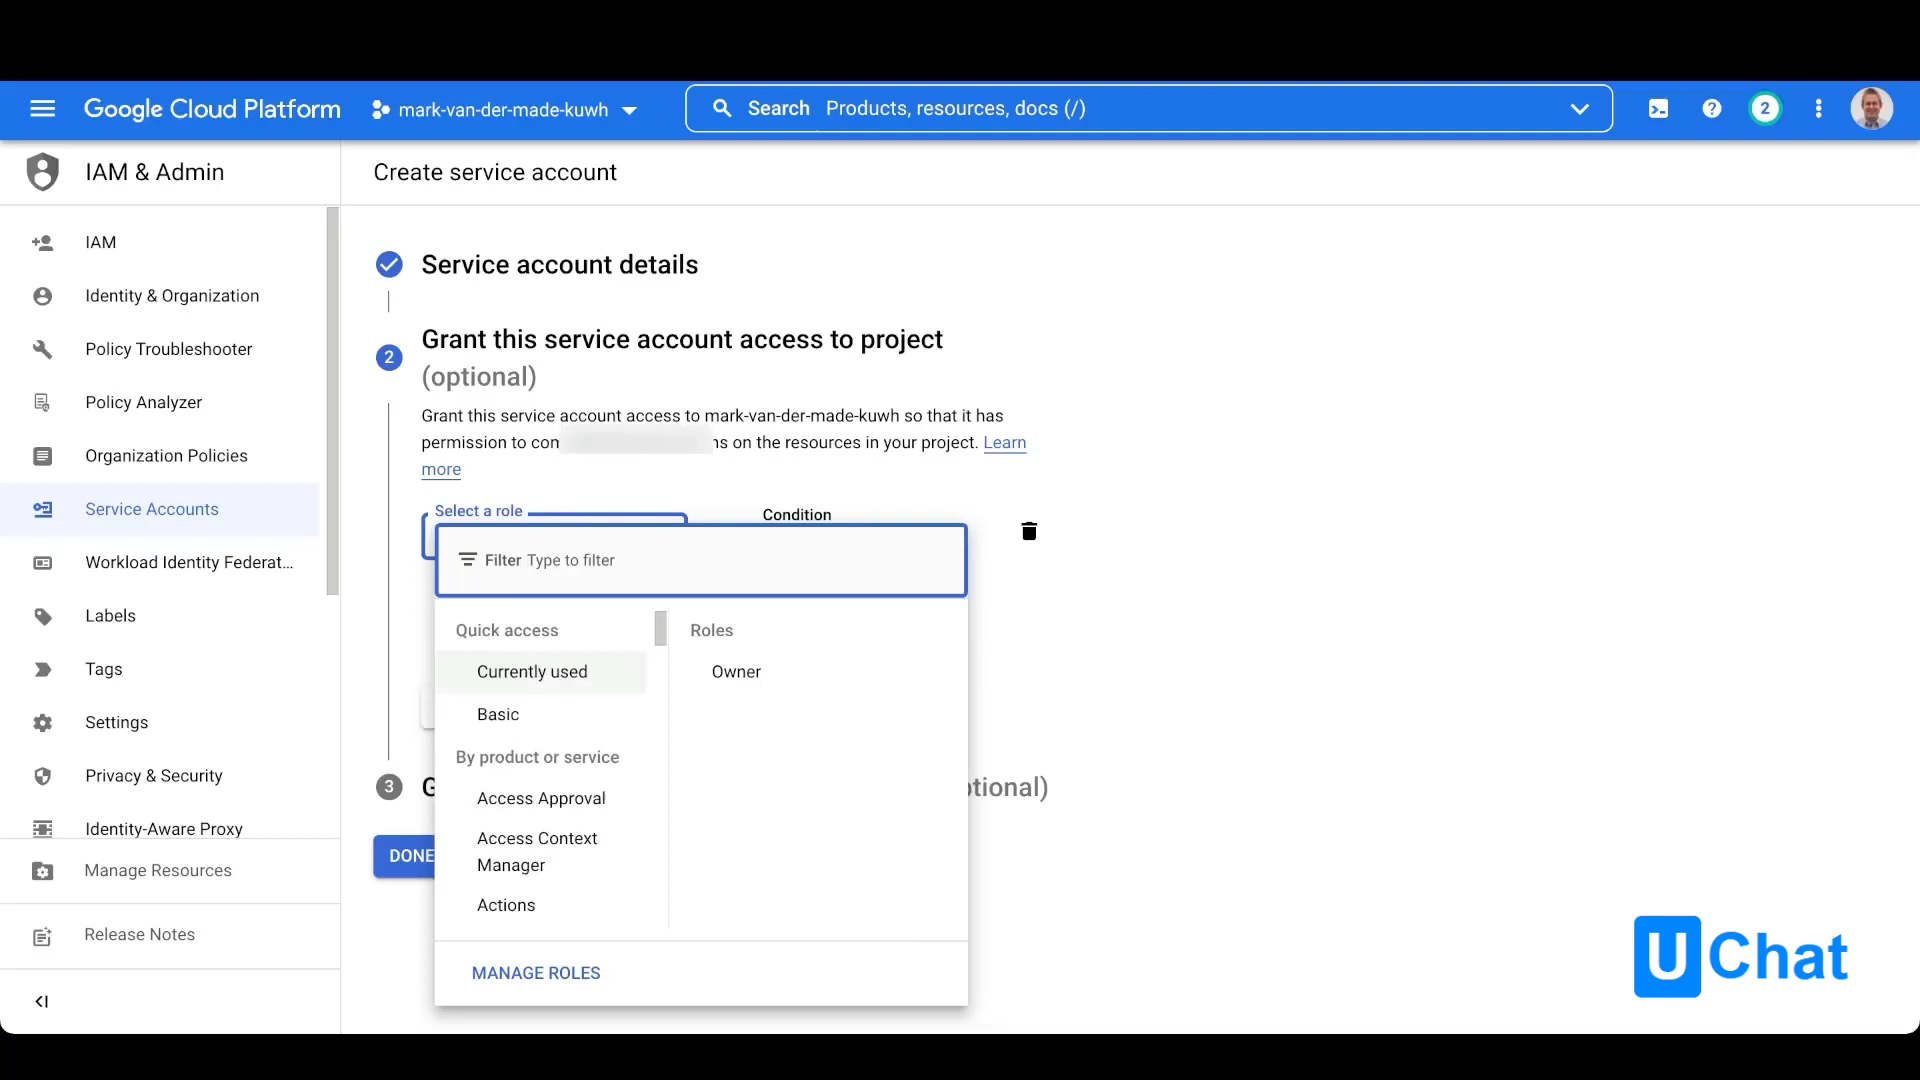 Google Cloud Platform
mark-van-der-made-kuwh
Search Products, resources, docs (/)
2
IAM & Admin
Create service account
IAM
Identity & Organization
Policy Troubleshooter
Policy Analyzer
Organization Policies
Service Accounts
Workload Identity Federat...
Labels
Tags
Settings
Privacy & Security
Identity-Aware Proxy
Manage Resources
Release Notes
Service account details
2
Grant this service account access to project
(optional)
Grant this service account access to mark-van-der-made-kuwh so that it has
permission to com ns on the resources in your project. Learn
more
Select a role
Condition
Filter Type to filter
Quick access
Currently used
Basic
By product or service
Access Approval
Access Context
Manager
Actions
Roles
Owner
MANAGE ROLES
3
G tional)
DONE
U Chat